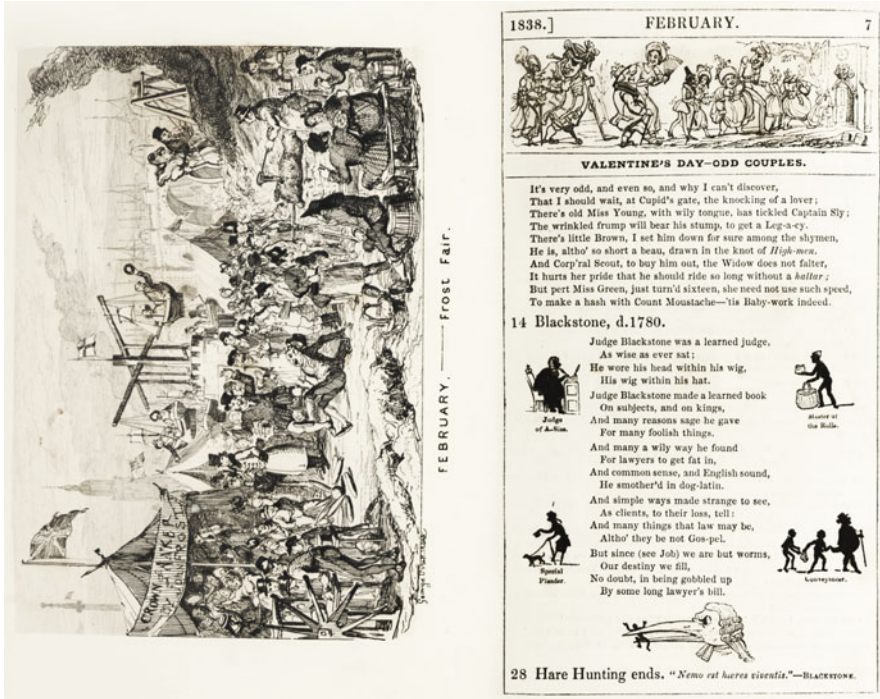 FEBRUARY. —— Frost Fair.
CROWN and ANKER
1838.] FEBRUARY. 7
VALENTINE'S DAY—ODD COUPLES.
It's very odd, and even so, and why I can't discover,
That I should wait, at Cupid's gate, the knocking of a lover;
There's old Miss Young, with wily tongue, has tickled Captain Sly;
The wrinkled frump will bear his stump, to get a Leg-a-cy.
There's little Brown, I set him down for sure among the shymen,
He is, altho' so short a beau, drawn in the knot of High-men.
And Corp'ral Scout, to buy him out, the Widow does not falter,
It hurts her pride that he should ride so long without a haltar;
But pert Miss Green, just turn'd sixteen, she need not use such speed,
To make a hash with Count Moustache—'tis Baby-work indeed.
14 Blackstone, d.1780.
Judge Blackstone was a learned judge,
As wise as ever sat;
He wore his head within his wig,
His wig within his hat.
Judge Blackstone made a learned book
On subjects, and on kings,
And many reasons sage he gave
For many foolish things.
And many a wily way he found
For lawyers to get fat in,
And common sense, and English sound,
He smother'd in dog-latin.
And simple ways made strange to see,
As clients, to their loss, tell:
And many things that law may be,
Altho' they be not Gos-pel.
But since (see Job) we are but worms,
Our destiny we fill,
No doubt, in being gobbled up
By some long lawyer's bill.
Judge
of A-Size.
Master of
the Rolls.
Special
Pleader.
Conveyancer.
28 Hare Hunting ends. "Nemo est hæres viventis."—BLACKSTONE.